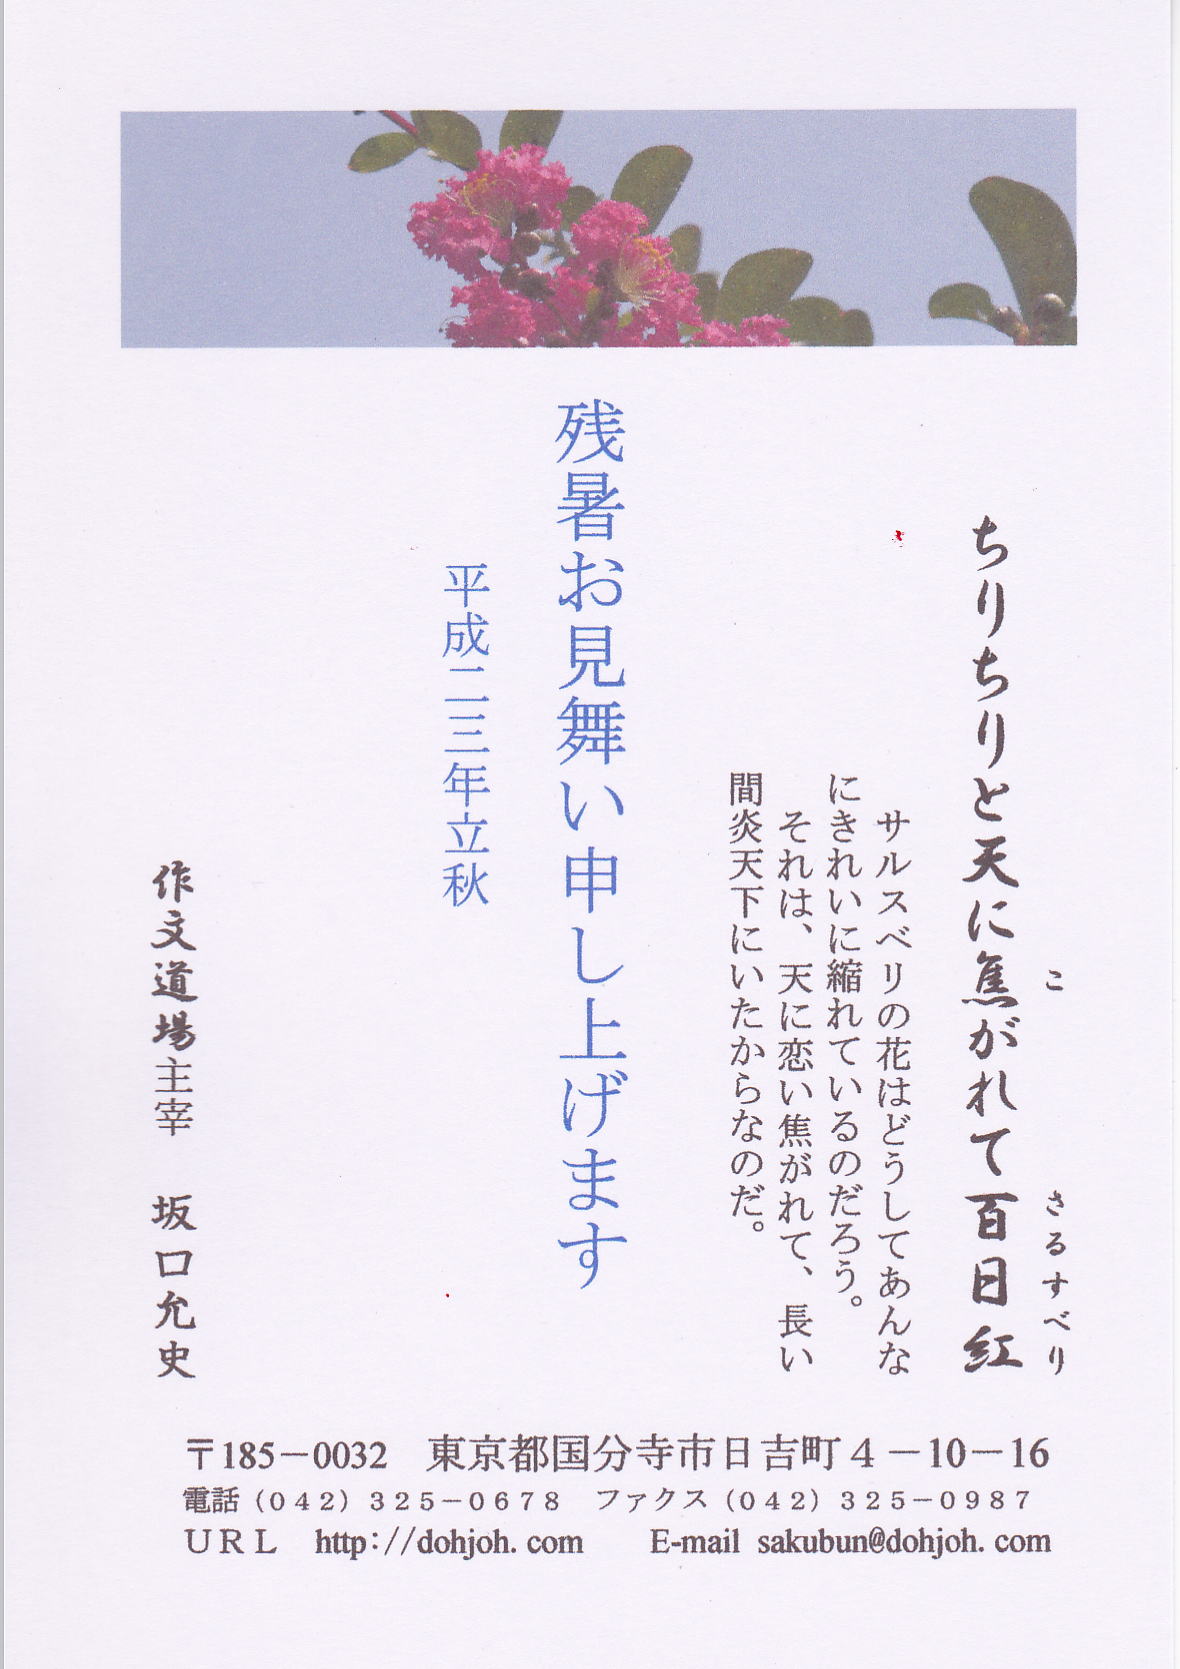 ちりちりと天に焦がれて百日紅
こ さるすべり
サルスベリの花はどうしてあんな
にきれいに縮れているのだろう。
それは、天に恋い焦がれて、長い
間炎天下にいたからなのだ。
残暑お見舞い申し上げます
平成二三年立秋
作文道場主宰 坂口允史
〒185－0032 東京都国分寺市日吉町４－10－16
電話（０４２）３２５－０６７８ ファクス（０４２）３２５－０９８７
ＵＲＬ http://dohjoh.com E-mail sakubun@dohjoh.com